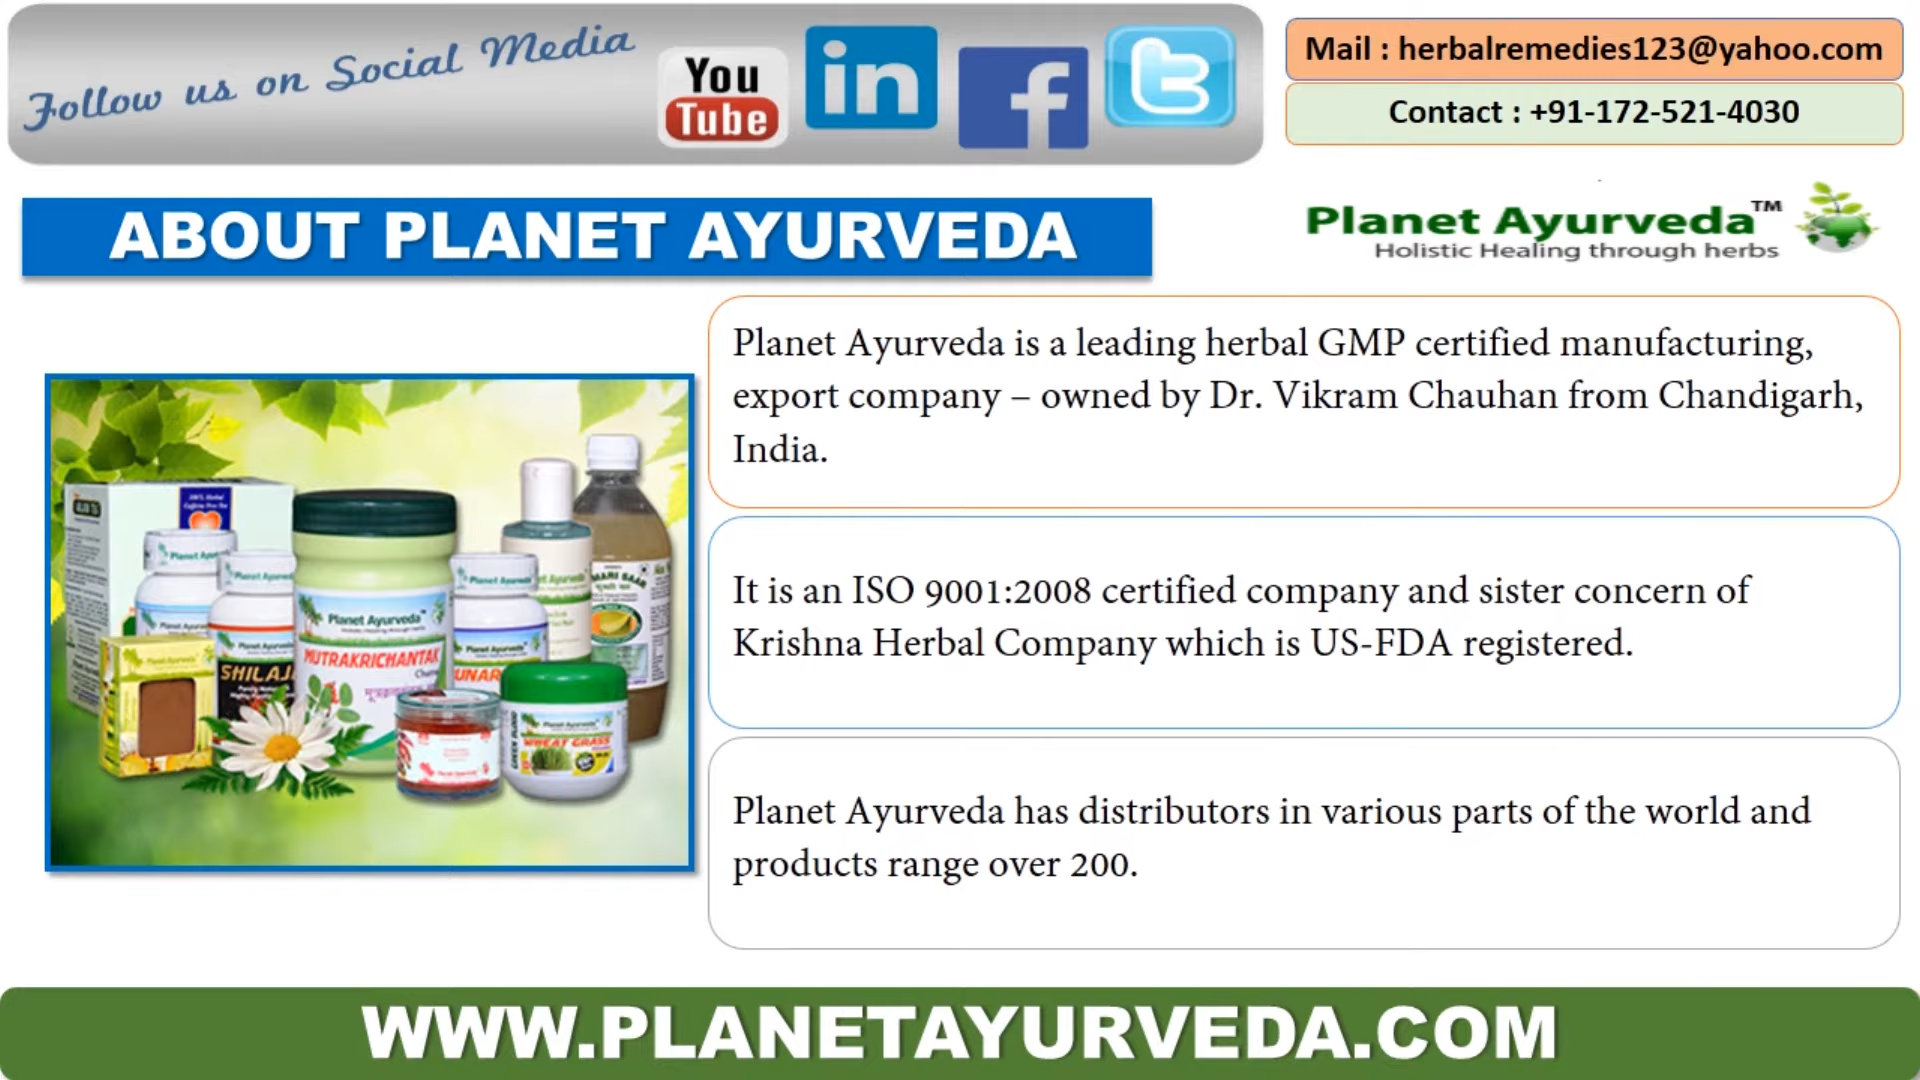 Follow us on Social Media
You
Tube
in
f
Mail : herbalremedies123@yahoo.com
Contact : +91-172-521-4030
ABOUT PLANET AYURVEDA
Planet Ayurveda™
Holistic Healing through herbs
Planet Ayurveda is a leading herbal GMP certified manufacturing,
export company – owned by Dr. Vikram Chauhan from Chandigarh,
India.
It is an ISO 9001:2008 certified company and sister concern of
Krishna Herbal Company which is US-FDA registered.
Planet Ayurveda has distributors in various parts of the world and
products range over 200.
Planet Ayurveda™
MUTRAKRICHANTAK
Planet Ayurveda
WHEAT GRASS
WWW.PLANETAYURVEDA.COM